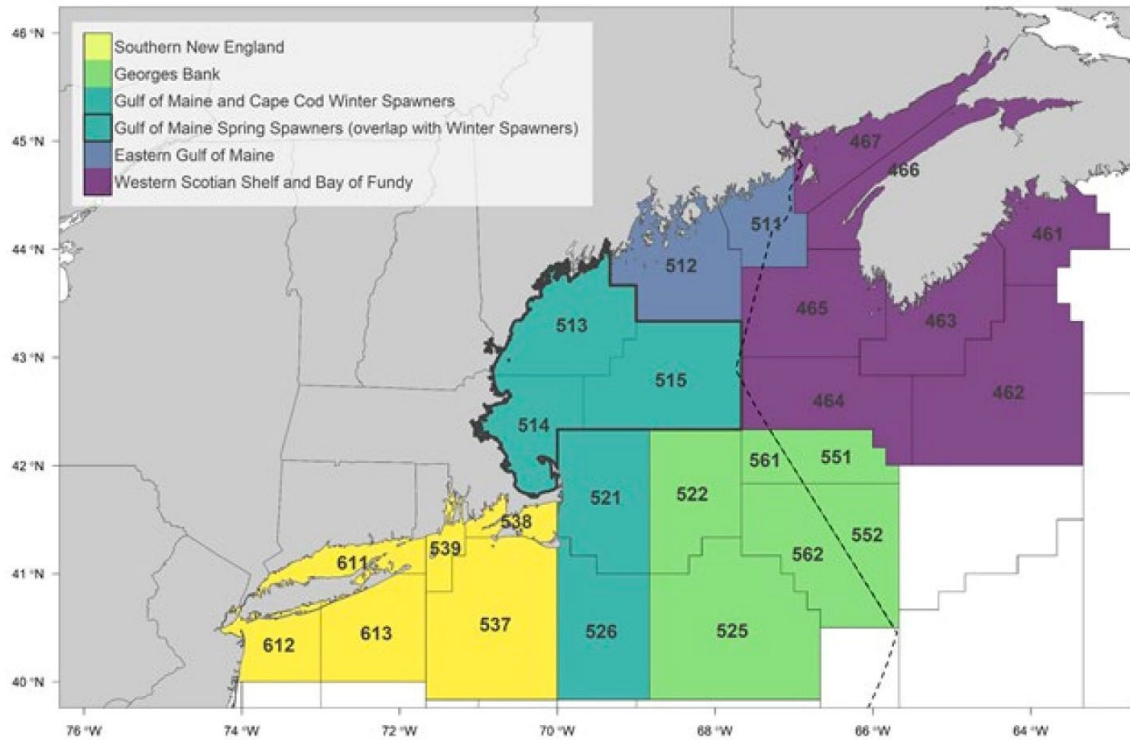 46 °N
Southern New England
Georges Bank
Gulf of Maine and Cape Cod Winter Spawners
Gulf of Maine Spring Spawners (overlap with Winter Spawners)
Eastern Gulf of Maine
Western Scotian Shelf and Bay of Fundy
45 °N
467
466
511
461
44 °N
512
465
463
513
43 °N
515
464
462
514
42 °N
561
551
521
522
538
552
539
562
41 °N
611
612
613
537
526
525
40 °N
76 °W
74 °W
72 °W
70 °W
68 °W
66 °W
64 °W